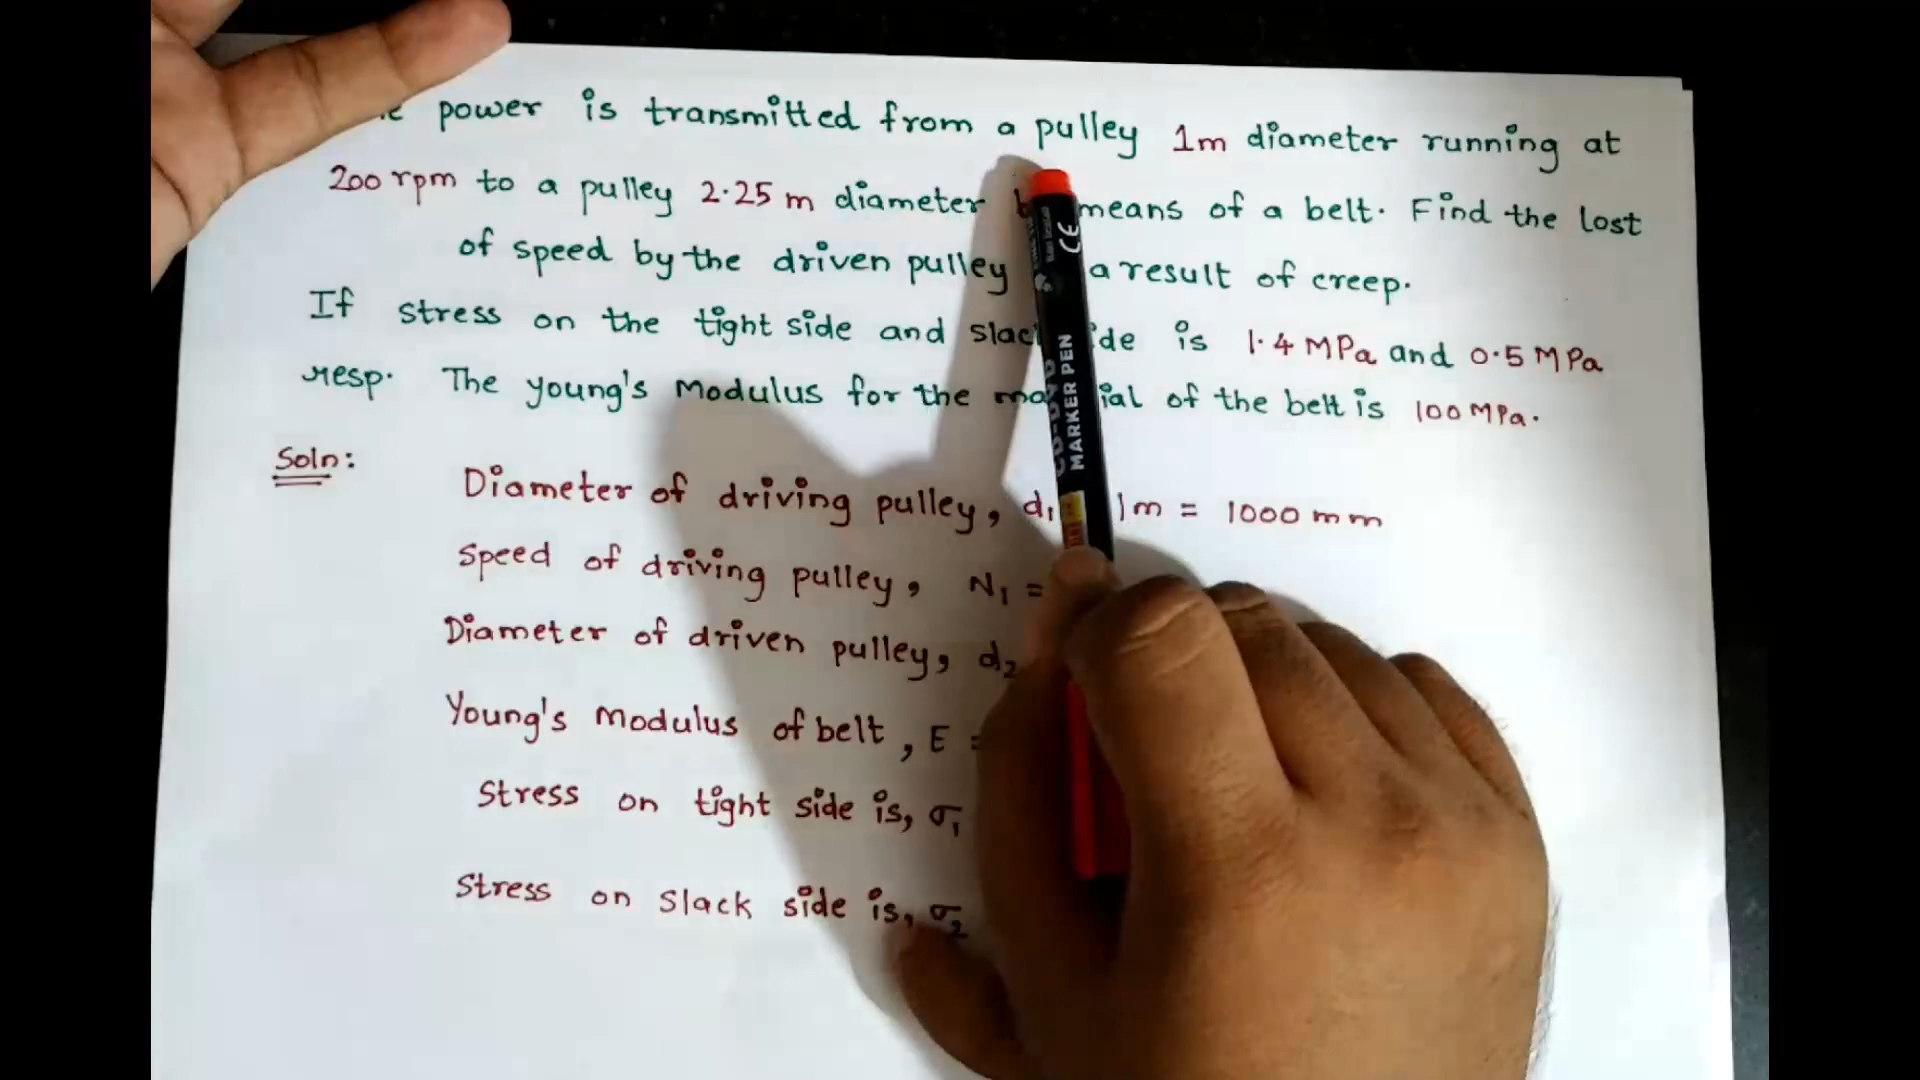 power is transmitted from a pulley 1m diameter running at
200 rpm to a pulley 2.25 m diameter means of a belt. Find the lost
of speed by the driven pulley a result of creep.
If stress on the tight side and is 1.4 MPa and 0.5 MPa
resp. The young's Modulus for the of the belt is 100 MPa.
Soln:
Diameter of driving pulley, d1 1m = 1000 mm
Speed of driving pulley, N1 =
Diameter of driven pulley, d2
Young's Modulus of belt, E =
Stress on tight side is, σ1
Stress on slack side is, σ2
CE
MARKER PEN